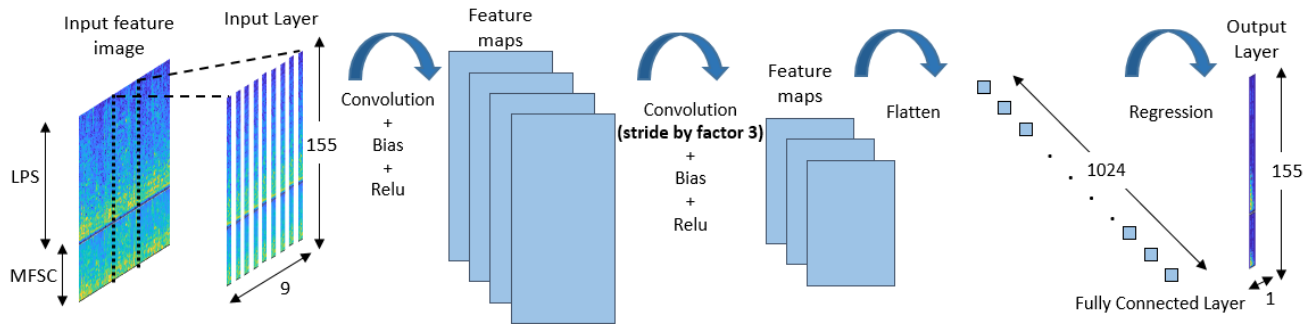 Input feature
image
LPS
MFSC
Input Layer
155
9
Convolution
+
Bias
+
Relu
Feature
maps
Convolution
(stride by factor 3)
+
Bias
+
Relu
Feature
maps
Flatten
1024
Fully Connected Layer
Regression
Output
Layer
155
1